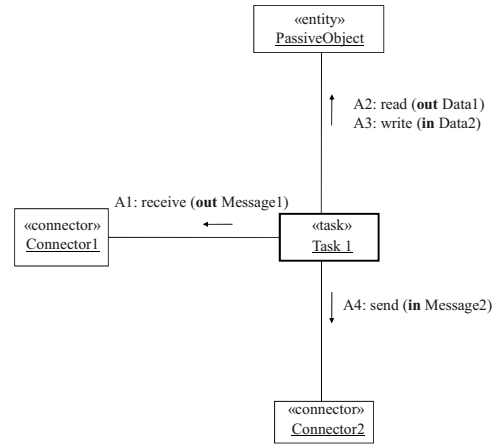 «entity»
PassiveObject
A2: read (out Data1)
A3: write (in Data2)
A1: receive (out Message1)
«connector»
Connector1
«task»
Task 1
A4: send (in Message2)
«connector»
Connector2